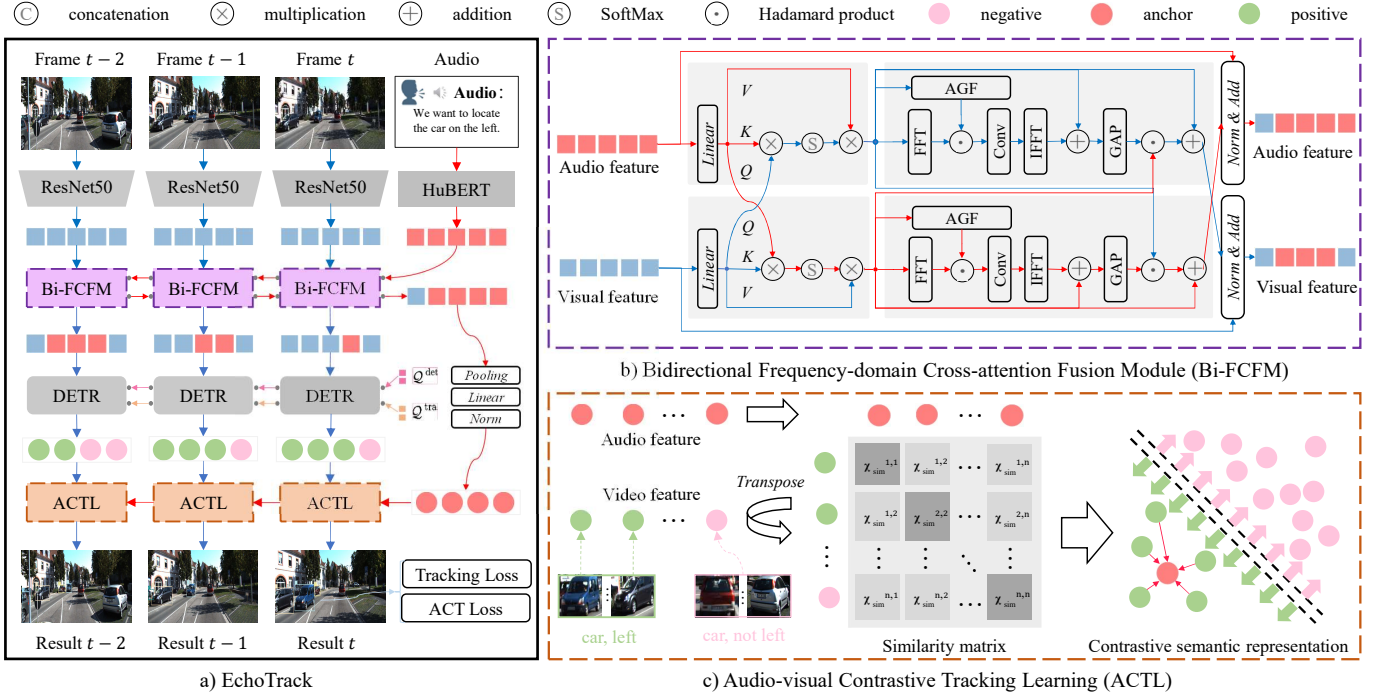 C concatenation × multiplication + addition S SoftMax · Hadamard product negative anchor positive
Frame t − 2 Frame t − 1 Frame t Audio
Audio:
We want to locate
the car on the left.
ResNet50 ResNet50 ResNet50 HuBERT
Bi-FCFM Bi-FCFM Bi-FCFM
DETR DETR DETR
Q^det
Q^tra
Pooling
Linear
Norm
ACTL ACTL ACTL
Tracking Loss
ACT Loss
Result t − 2 Result t − 1 Result t
a) EchoTrack
Audio feature
Linear
V
K
Q
× S ×
AGF
FFT · Conv IFFT + GAP · +
Norm & Add
Audio feature
Visual feature
Linear
Q
K
V
× S ×
AGF
FFT · Conv IFFT + GAP · +
Norm & Add
Visual feature
b) Bidirectional Frequency-domain Cross-attention Fusion Module (Bi-FCFM)
Audio feature
Video feature
Transpose
car, left car, not left
χ_sim^1,1 χ_sim^1,2 ··· χ_sim^1,n
χ_sim^1,2 χ_sim^2,2 ··· χ_sim^2,n
χ_sim^n,1 χ_sim^n,2 ··· χ_sim^n,n
Similarity matrix
Contrastive semantic representation
c) Audio-visual Contrastive Tracking Learning (ACTL)